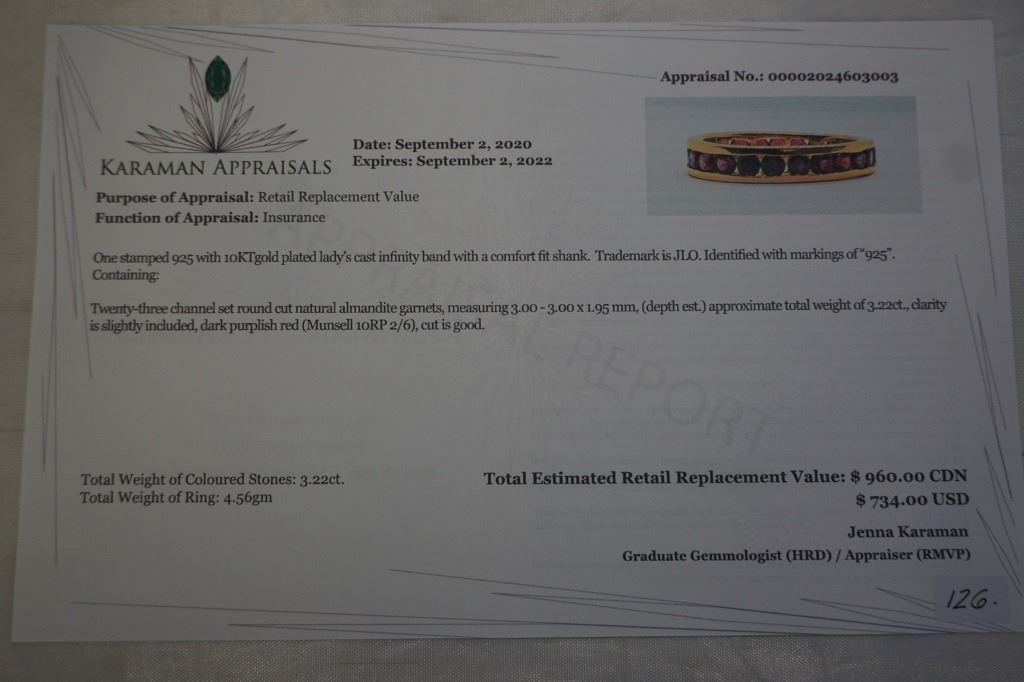 Appraisal No.: 00002024603003
KARAMAN APPRAISALS
Date: September 2, 2020
Expires: September 2, 2022
Purpose of Appraisal: Retail Replacement Value
Function of Appraisal: Insurance
One stamped 925 with 10KTgold plated lady's cast infinity band with a comfort fit shank. Trademark is JLO. Identified with markings of "925".
Containing:
Twenty-three channel set round cut natural almandite garnets, measuring 3.00 - 3.00 x 1.95 mm, (depth est.) approximate total weight of 3.22ct., clarity
is slightly included, dark purplish red (Munsell 10RP 2/6), cut is good.
APPRAISAL REPORT
Total Weight of Coloured Stones: 3.22ct.
Total Weight of Ring: 4.56gm
Total Estimated Retail Replacement Value: $ 960.00 CDN
$ 734.00 USD
Jenna Karaman
Graduate Gemmologist (HRD) / Appraiser (RMVP)
126.